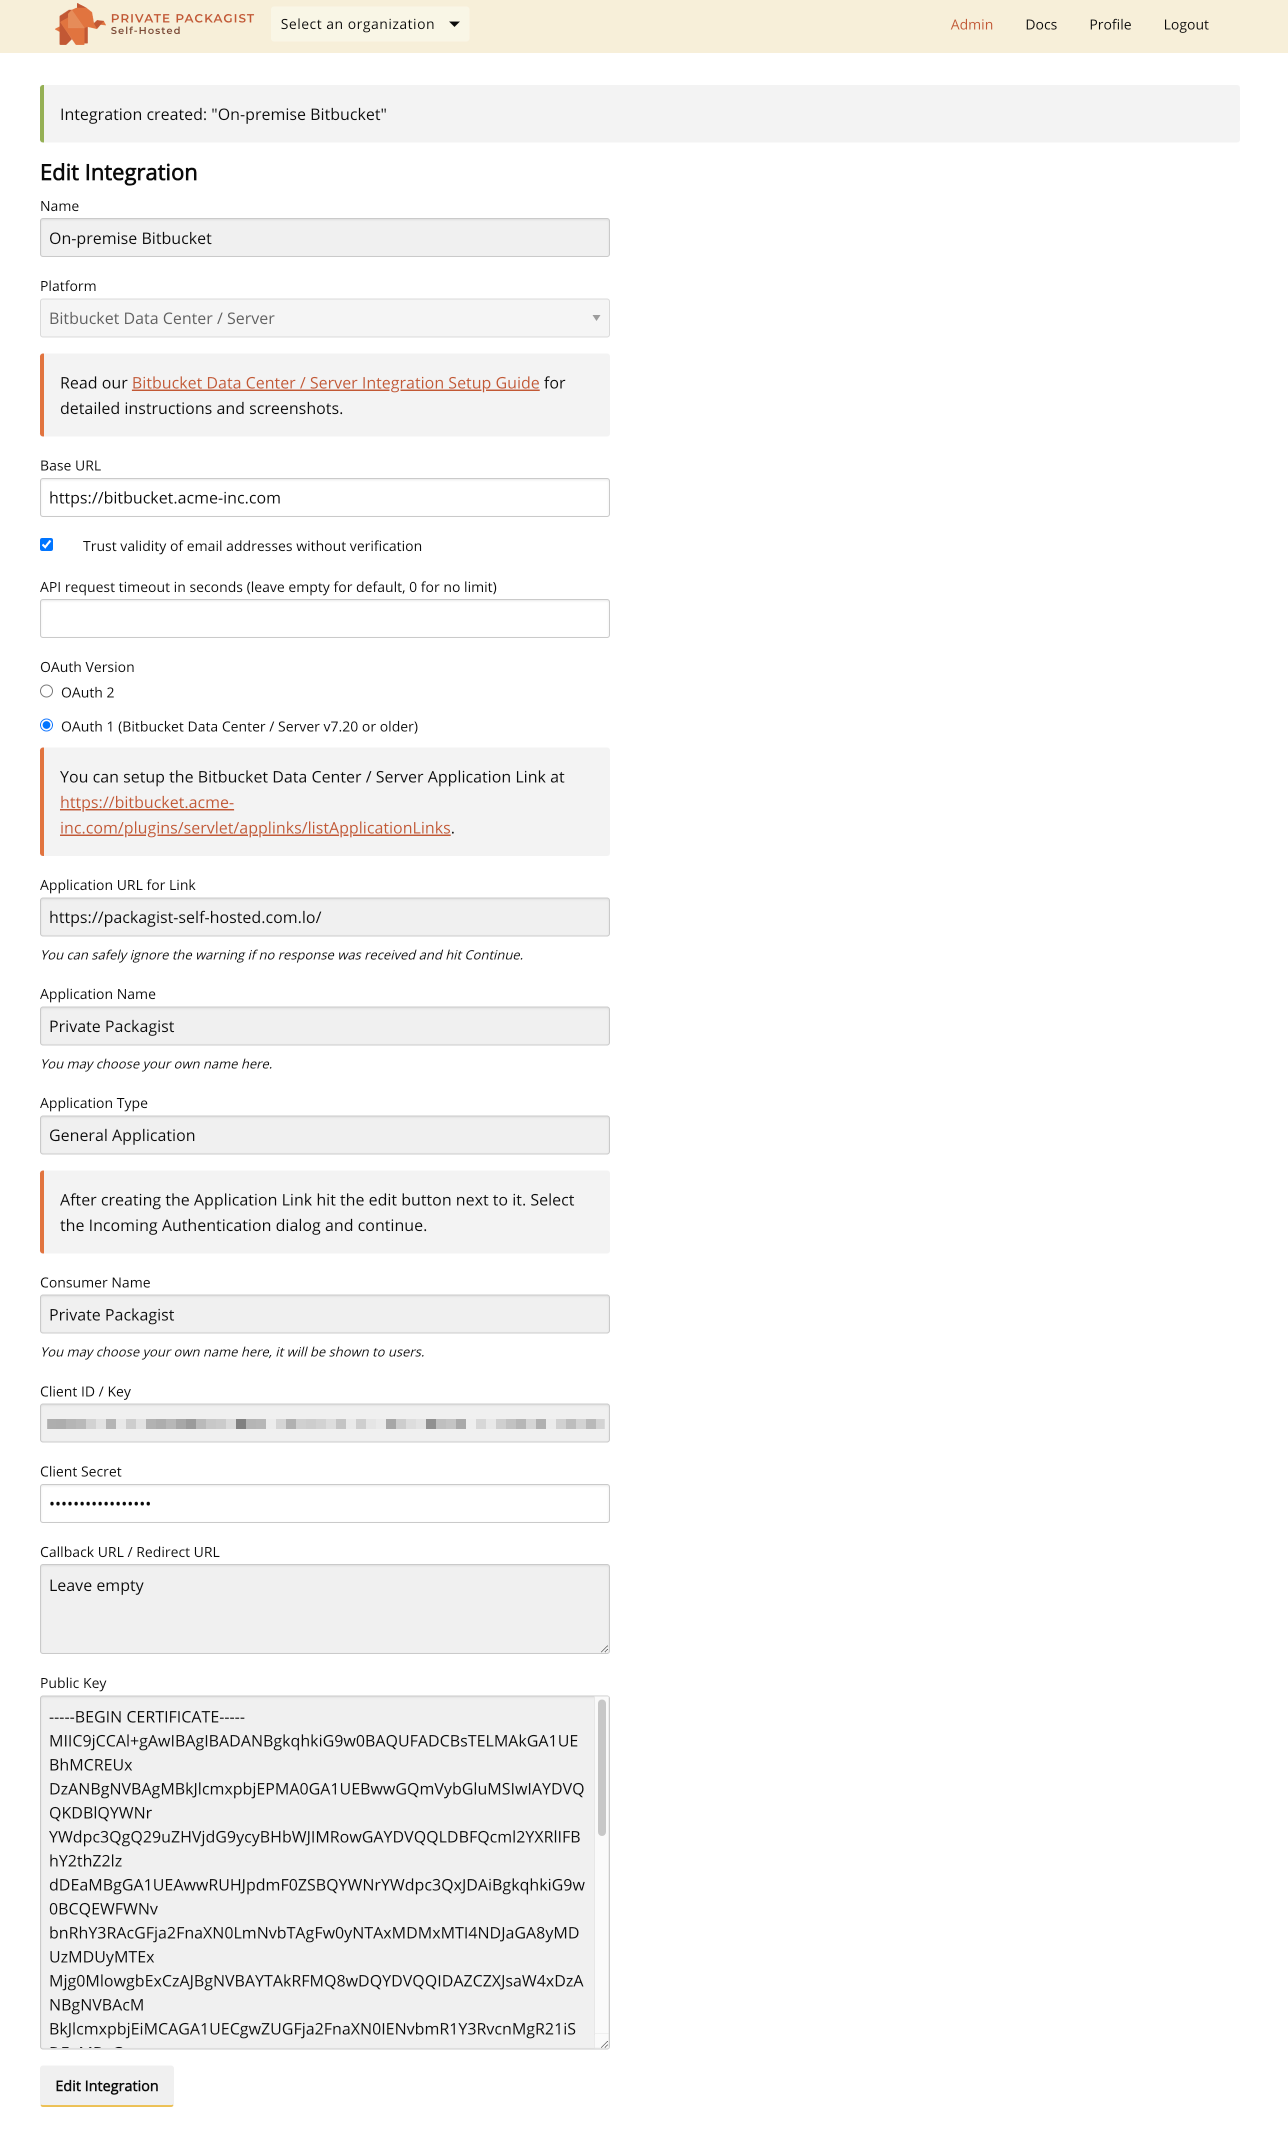 PRIVATE PACKAGIST
Self-Hosted
Select an organization
Admin
Docs
Profile
Logout
Integration created: "On-premise Bitbucket"
Edit Integration
Name
On-premise Bitbucket
Platform
Bitbucket Data Center / Server
Read our Bitbucket Data Center / Server Integration Setup Guide for
detailed instructions and screenshots.
Base URL
https://bitbucket.acme-inc.com
Trust validity of email addresses without verification
API request timeout in seconds (leave empty for default, 0 for no limit)
OAuth Version
OAuth 2
OAuth 1 (Bitbucket Data Center / Server v7.20 or older)
You can setup the Bitbucket Data Center / Server Application Link at
https://bitbucket.acme-
inc.com/plugins/servlet/applinks/listApplicationLinks.
Application URL for Link
https://packagist-self-hosted.com.lo/
You can safely ignore the warning if no response was received and hit Continue.
Application Name
Private Packagist
You may choose your own name here.
Application Type
General Application
After creating the Application Link hit the edit button next to it. Select
the Incoming Authentication dialog and continue.
Consumer Name
Private Packagist
You may choose your own name here, it will be shown to users.
Client ID / Key
Client Secret
•••••••••••••••••
Callback URL / Redirect URL
Leave empty
Public Key
-----BEGIN CERTIFICATE-----
MIIC9jCCAl+gAwIBAgIBADANBgkqhkiG9w0BAQUFADCBsTELMAkGA1UE
BhMCREUx
DzANBgNVBAgMBkJlcmxpbjEPMA0GA1UEBwwGQmVybGluMSIwIAYDVQ
QKDBlQYWNr
YWdpc3QgQ29uZHVjdG9ycyBHbWJIMRowGAYDVQQLDBFQcml2YXRlIFB
hY2thZ2lz
dDEaMBgGA1UEAwwRUHJpdmF0ZSBQYWNrYWdpc3QxJDAiBgkqhkiG9w
0BCQEWFWNv
bnRhY3RAcGFja2FnaXN0LmNvbTAgFw0yNTAxMDMxMTI4NDJaGA8yMD
UzMDUyMTEx
Mjg0MlowgbExCzAJBgNVBAYTAkRFMQ8wDQYDVQQIDAZCZXJsaW4xDzA
NBgNVBAcM
BkJlcmxpbjEiMCAGA1UECgwZUGFja2FnaXN0IENvbmR1Y3RvcnMgR21iS
Edit Integration